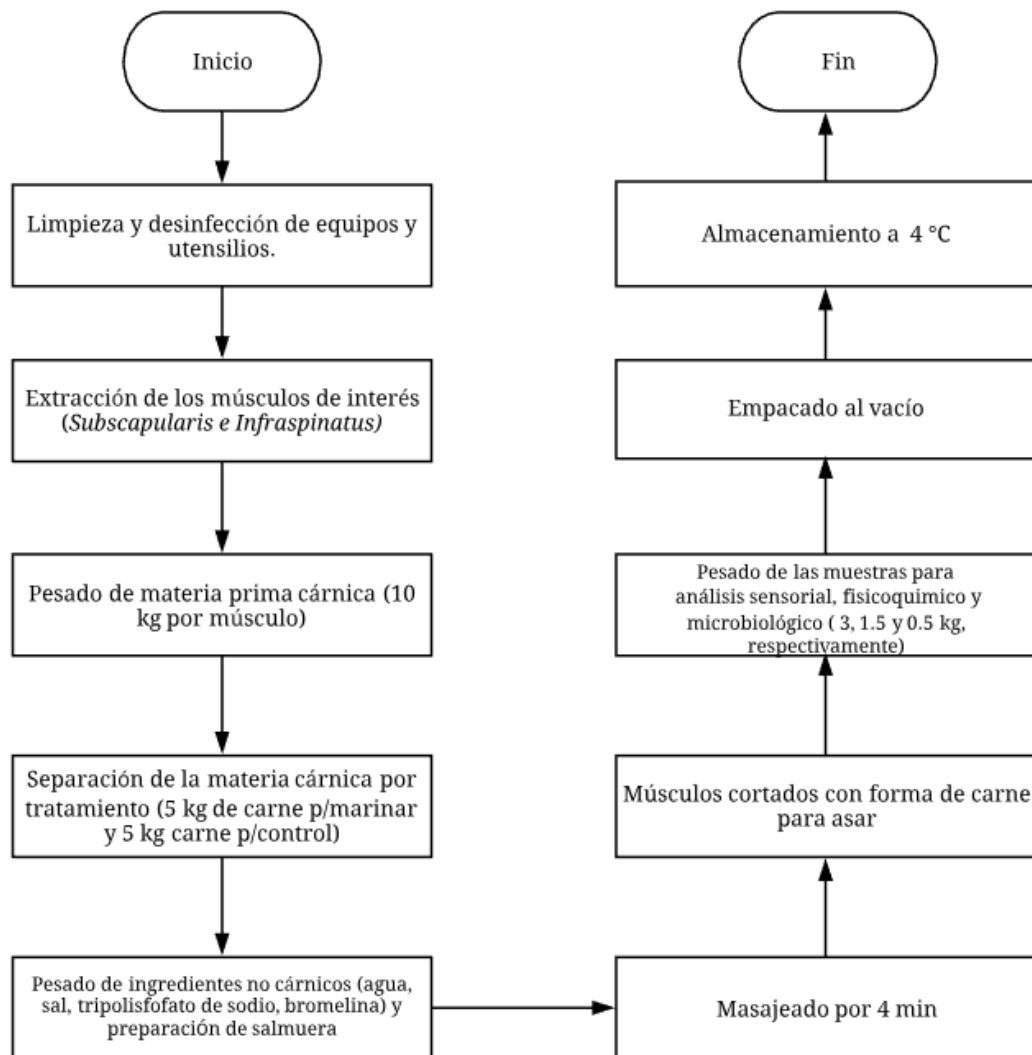 Inicio
Limpieza y desinfección de equipos y
utensilios.
Extracción de los músculos de interés
(Subscapularis e Infraspinatus)
Pesado de materia prima cárnica (10
kg por músculo)
Separación de la materia cárnica por
tratamiento (5 kg de carne p/marinar
y 5 kg carne p/control)
Pesado de ingredientes no cárnicos (agua,
sal, tripolisfofato de sodio, bromelina) y
preparación de salmuera
Masajeado por 4 min
Músculos cortados con forma de carne
para asar
Pesado de las muestras para
análisis sensorial, fisicoquimico y
microbiológico ( 3, 1.5 y 0.5 kg,
respectivamente)
Empacado al vacío
Almacenamiento a 4 °C
Fin